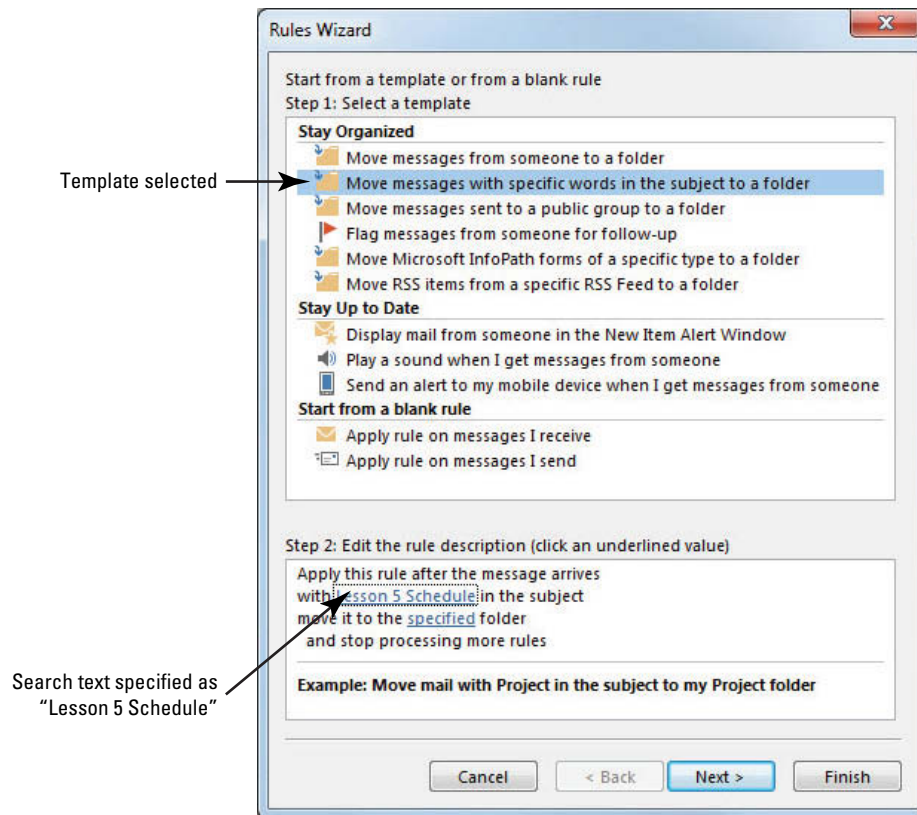 Rules Wizard
X
Start from a template or from a blank rule
Step 1: Select a template
Stay Organized
Move messages from someone to a folder
Template selected
Move messages with specific words in the subject to a folder
Move messages sent to a public group to a folder
Flag messages from someone for follow-up
Move Microsoft InfoPath forms of a specific type to a folder
Move RSS items from a specific RSS Feed to a folder
Stay Up to Date
Display mail from someone in the New Item Alert Window
Play a sound when I get messages from someone
Send an alert to my mobile device when I get messages from someone
Start from a blank rule
Apply rule on messages I receive
Apply rule on messages I send
Step 2: Edit the rule description (click an underlined value)
Apply this rule after the message arrives
with Lesson 5 Schedule in the subject
move it to the specified folder
and stop processing more rules
Search text specified as
"Lesson 5 Schedule"
Example: Move mail with Project in the subject to my Project folder
Cancel
< Back
Next >
Finish